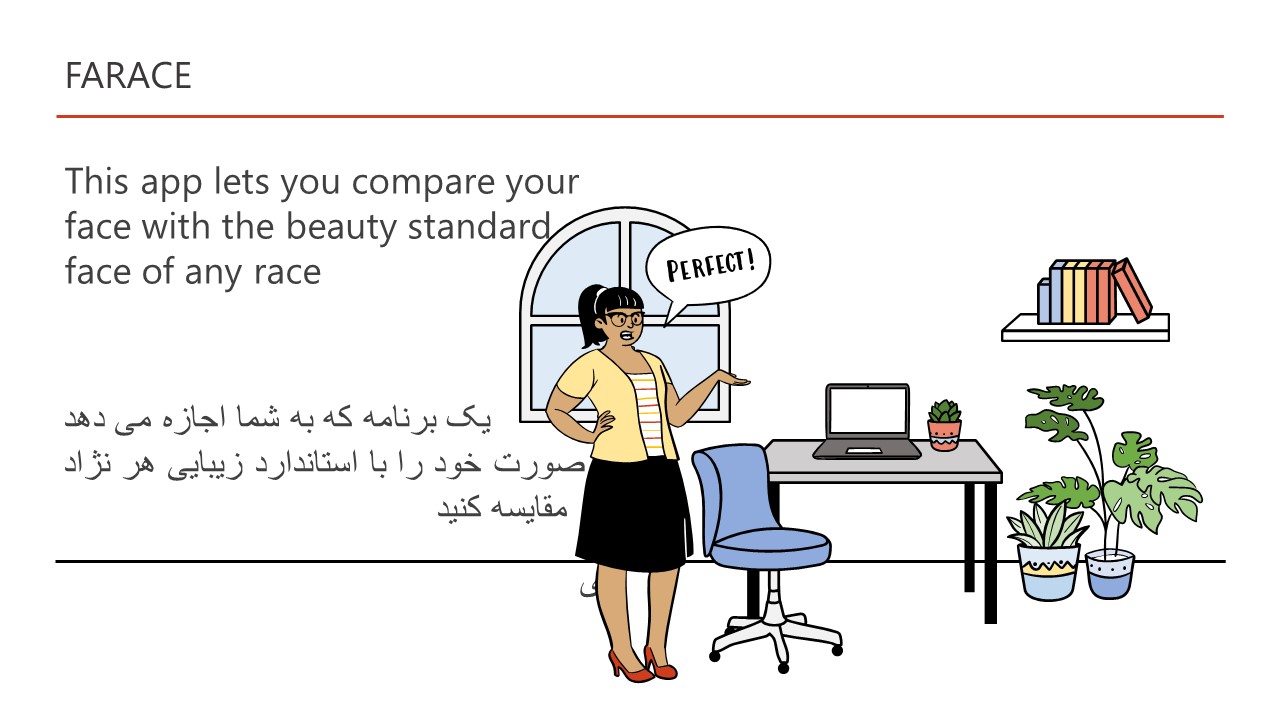 FARACE
This app lets you compare your
face with the beauty standard
face of any race
PERFECT!
یک برنامه که به شما اجازه می دهد
صورت خود را با استاندارد زیبایی هر نژاد
مقایسه کنید